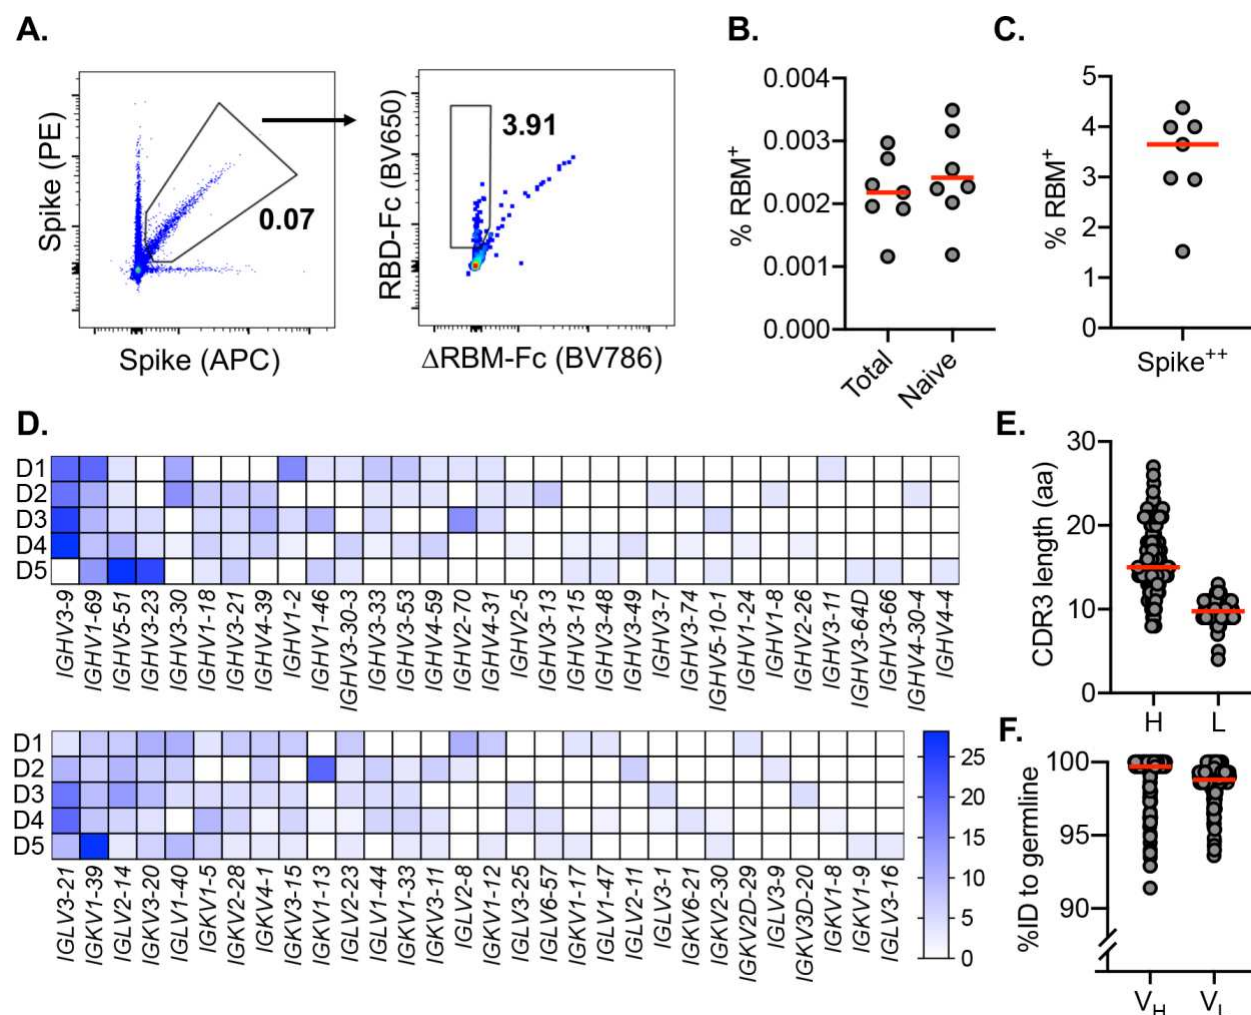 A.
Spike (PE)
0.07
Spike (APC)
RBD-Fc (BV650)
3.91
ΔRBM-Fc (BV786)
B.
% RBM⁺
0.004
0.003
0.002
0.001
0.000
Total
Naive
C.
% RBM⁺
5
4
3
2
1
0
Spike⁺⁺
D.
D1
D2
D3
D4
D5
IGHV3-9
IGHV1-69
IGHV5-51
IGHV3-23
IGHV3-30
IGHV1-18
IGHV3-21
IGHV4-39
IGHV1-2
IGHV1-46
IGHV3-30-3
IGHV3-33
IGHV3-53
IGHV4-59
IGHV2-70
IGHV4-31
IGHV2-5
IGHV3-13
IGHV3-15
IGHV3-48
IGHV3-49
IGHV3-7
IGHV3-74
IGHV5-10-1
IGHV1-24
IGHV1-8
IGHV2-26
IGHV3-11
IGHV3-64D
IGHV3-66
IGHV4-30-4
IGHV4-4
D1
D2
D3
D4
D5
IGLV3-21
IGKV1-39
IGLV2-14
IGKV3-20
IGLV1-40
IGKV1-5
IGKV2-28
IGKV4-1
IGKV3-15
IGKV1-13
IGLV2-23
IGLV1-44
IGKV1-33
IGKV3-11
IGLV2-8
IGKV1-12
IGLV3-25
IGLV6-57
IGKV1-17
IGLV1-47
IGLV2-11
IGLV3-1
IGKV6-21
IGKV2-30
IGKV2D-29
IGLV3-9
IGKV3D-20
IGKV1-8
IGKV1-9
IGLV3-16
25
20
15
10
5
0
E.
CDR3 length (aa)
30
20
10
0
H
L
F.
%ID to germline
100
95
90
V_H
V_L